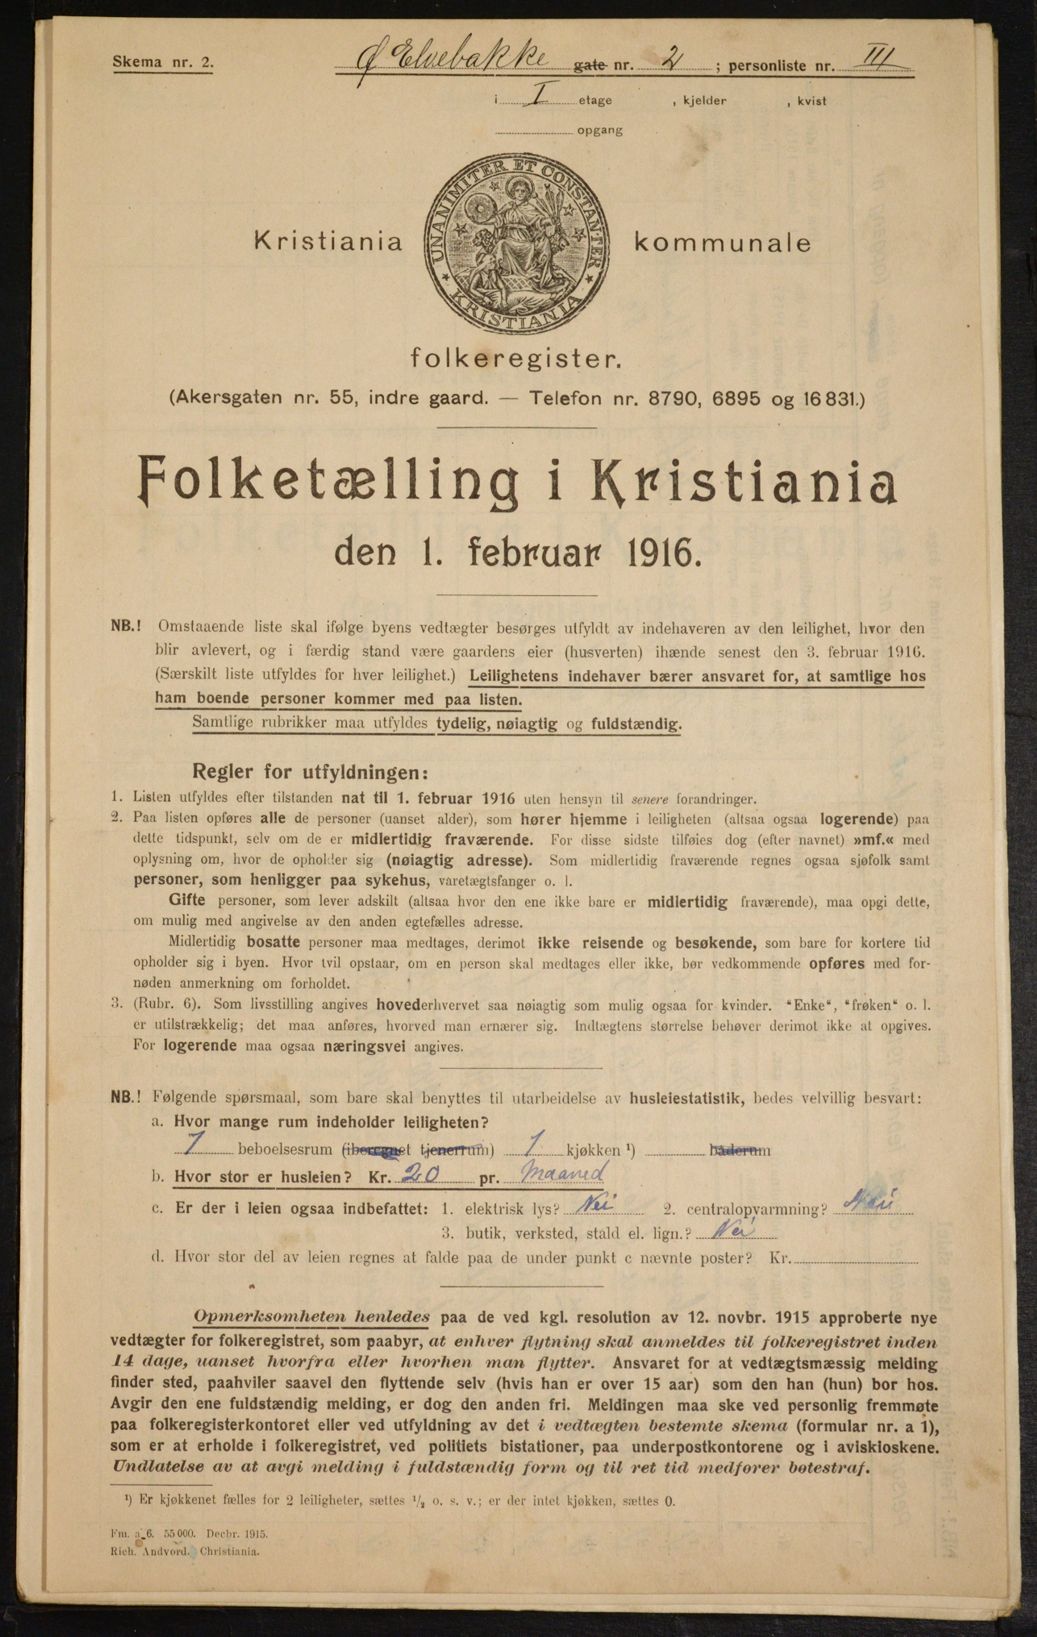 Skema nr. 2.
Ø Elvebakke gate nr. 2 ; personliste nr. III
i I etage , kjelder , kvist
opgang
UNANIMITER ET CONSTANTER
KRISTIANIA
Kristiania kommunale
folkeregister.
(Akersgaten nr. 55, indre gaard. — Telefon nr. 8790, 6895 og 16 831.)
Folketælling i Kristiania
den 1. februar 1916.
NB.! Omstaaende liste skal ifølge byens vedtægter besørges utfyldt av indehaveren av den leilighet, hvor den
blir avlevert, og i færdig stand være gaardens eier (husverten) ihænde senest den 3. februar 1916.
(Særskilt liste utfyldes for hver leilighet.) Leilighetens indehaver bærer ansvaret for, at samtlige hos
ham boende personer kommer med paa listen.
Samtlige rubrikker maa utfyldes tydelig, nøiagtig og fuldstændig.
Regler for utfyldningen:
1. Listen utfyldes efter tilstanden nat til 1. februar 1916 uten hensyn til senere forandringer.
2. Paa listen opføres alle de personer (uanset alder), som hører hjemme i leiligheten (altsaa ogsaa logerende) paa
dette tidspunkt, selv om de er midlertidig fraværende. For disse sidste tilføies dog (efter navnet) »mf.« med
oplysning om, hvor de opholder sig (nøiagtig adresse). Som midlertidig fraværende regnes ogsaa sjøfolk samt
personer, som henligger paa sykehus, varetægtsfanger o. l.
Gifte personer, som lever adskilt (altsaa hvor den ene ikke bare er midlertidig fraværende), maa opgi dette,
om mulig med angivelse av den anden egtefælles adresse.
Midlertidig bosatte personer maa medtages, derimot ikke reisende og besøkende, som bare for kortere tid
opholder sig i byen. Hvor tvil opstaar, om en person skal medtages eller ikke, bør vedkommende opføres med for-
nøden anmerkning om forholdet.
3. (Rubr. 6). Som livsstilling angives hovederhvervet saa nøiagtig som mulig ogsaa for kvinder. “Enke“, “frøken“ o. l.
er utilstrækkelig; det maa anføres, hvorved man ernærer sig. Indtægtens størrelse behøver derimot ikke at opgives.
For logerende maa ogsaa næringsvei angives.
NB.! Følgende spørsmaal, som bare skal benyttes til utarbeidelse av husleiestatistik, bedes velvillig besvart:
a. Hvor mange rum indeholder leiligheten?
1 beboelsesrum (iberegnet tjenerrum) 1 kjøkken ¹) baderum
b. Hvor stor er husleien? Kr. 20 pr. Maaned
c. Er der i leien ogsaa indbefattet: 1. elektrisk lys? Nei 2. centralopvarmning? Nei
3. butik, verksted, stald el. lign.? Nei
d. Hvor stor del av leien regnes at falde paa de under punkt c nævnte poster? Kr.
Opmerksomheten henledes paa de ved kgl. resolution av 12. novbr. 1915 approberte nye
vedtægter for folkeregistret, som paabyr, at enhver flytning skal anmeldes til folkeregistret inden
14 dage, uanset hvorfra eller hvorhen man flytter. Ansvaret for at vedtægtsmæssig melding
finder sted, paahviler saavel den flyttende selv (hvis han er over 15 aar) som den han (hun) bor hos.
Avgir den ene fuldstændig melding, er dog den anden fri. Meldingen maa ske ved personlig fremmøte
paa folkeregisterkontoret eller ved utfyldning av det i vedtægten bestemte skema (formular nr. a 1),
som er at erholde i folkeregistret, ved politiets bistationer, paa underpostkontorene og i aviskioskene.
Undlatelse av at avgi melding i fuldstændig form og til ret tid medfører bøtestraf.
¹) Er kjøkkenet fælles for 2 leiligheter, sættes ¹/₂ o. s. v.; er der intet kjøkken, sættes 0.
Fm. a 6. 55 000. Decbr. 1915.
Rich. Andvord. Christiania.